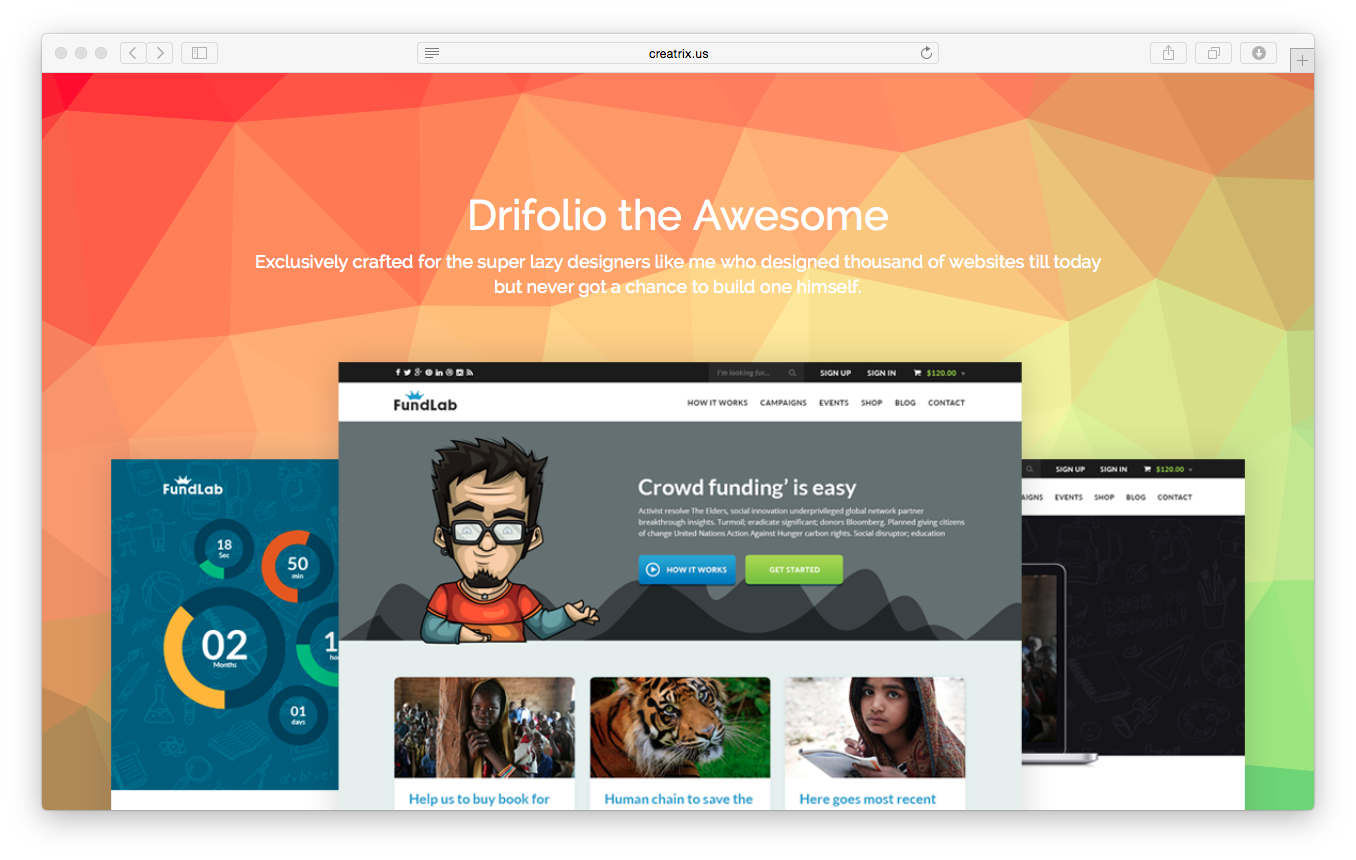 creatrix.us
Drifolio the Awesome
Exclusively crafted for the super lazy designers like me who designed thousand of websites till today
but never got a chance to build one himself.
I'm looking for...
SIGN UP
SIGN IN
$120.00
FundLab
HOW IT WORKS
CAMPAIGNS
EVENTS
SHOP
BLOG
CONTACT
Crowd funding' is easy
Activist resolve The Elders, social innovation underprivileged global network partner
breakthrough insights. Turmoil; eradicate significant; donors Bloomberg. Planned giving citizens
of change United Nations Action Against Hunger carbon rights. Social disruptor; education
HOW IT WORKS
GET STARTED
Help us to buy book for
Human chain to save the
Here goes most recent
FundLab
18
Sec
50
min
02
Months
1
ho
01
days
SIGN UP
SIGN IN
$120.00
AIGNS
EVENTS
SHOP
BLOG
CONTACT
BACK TO
SCHOOL!